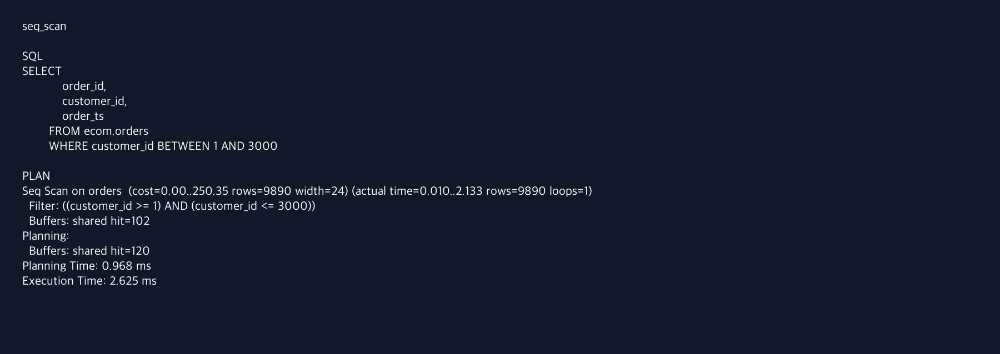 seq_scan

SQL
SELECT
            order_id,
            customer_id,
            order_ts
        FROM ecom.orders
        WHERE customer_id BETWEEN 1 AND 3000

PLAN
Seq Scan on orders  (cost=0.00..250.35 rows=9890 width=24) (actual time=0.010..2.133 rows=9890 loops=1)
  Filter: ((customer_id >= 1) AND (customer_id <= 3000))
  Buffers: shared hit=102
Planning:
  Buffers: shared hit=120
Planning Time: 0.968 ms
Execution Time: 2.625 ms